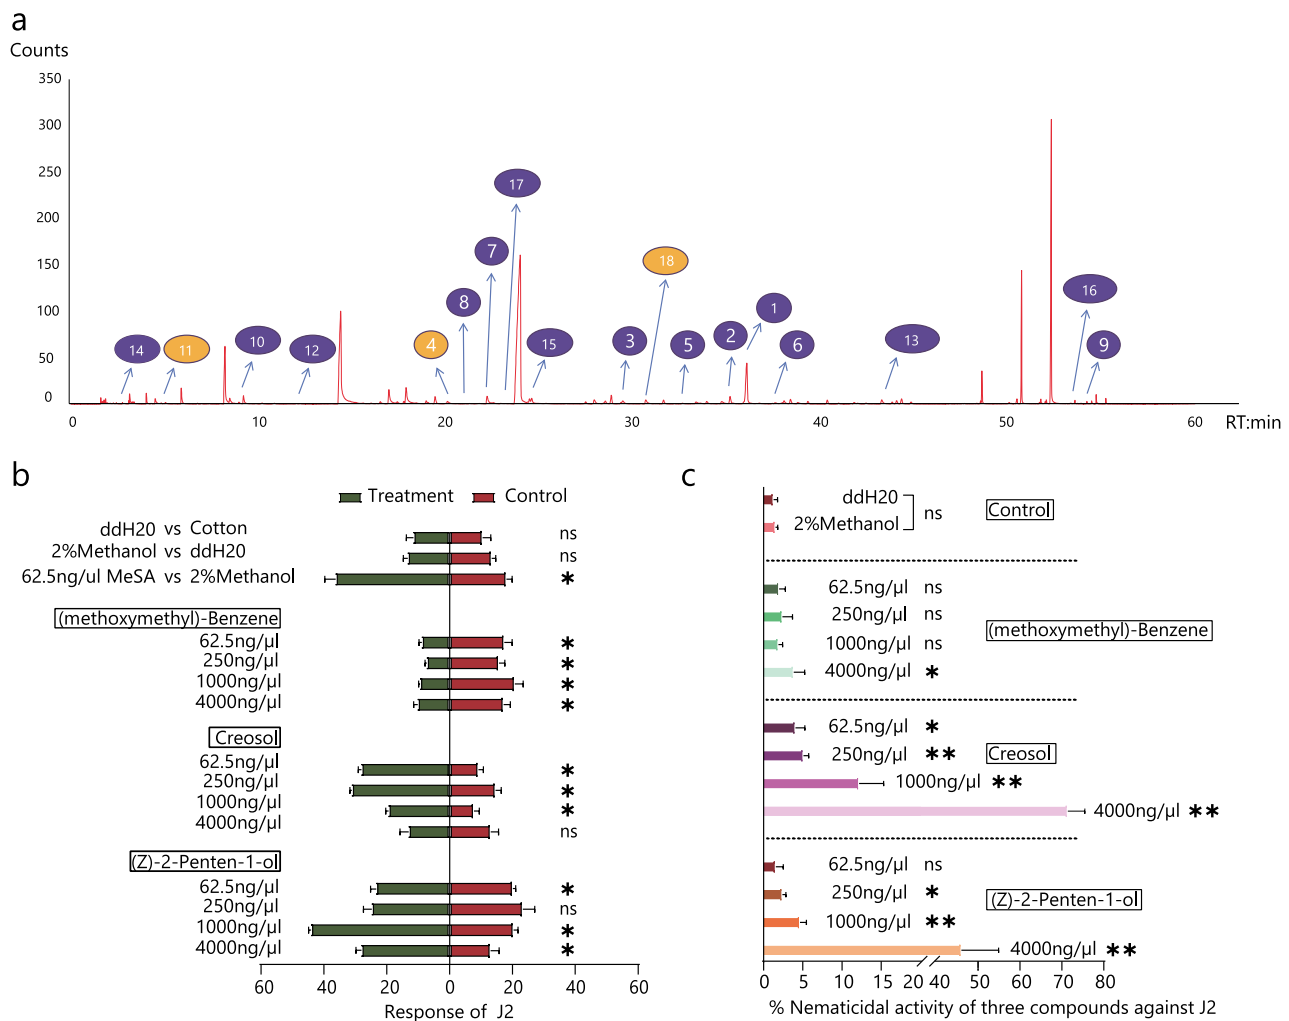 a
Counts
350
300
250
200
150
100
50
0
17
7
18
8
1
16
14
11
10
12
4
15
3
5
2
6
13
9
0 10 20 30 40 50 60 RT:min
b
Treatment Control
ddH20 vs Cotton ns
2%Methanol vs ddH20 ns
62.5ng/ul MeSA vs 2%Methanol *
(methoxymethyl)-Benzene
62.5ng/μl *
250ng/μl *
1000ng/μl *
4000ng/μl *
Creosol
62.5ng/μl *
250ng/μl *
1000ng/μl *
4000ng/μl ns
(Z)-2-Penten-1-ol
62.5ng/μl *
250ng/μl ns
1000ng/μl *
4000ng/μl *
60 40 20 0 20 40 60
Response of J2
c
ddH20
2%Methanol
ns
Control
62.5ng/μl ns
250ng/μl ns
1000ng/μl ns
4000ng/μl *
(methoxymethyl)-Benzene
62.5ng/μl *
250ng/μl **
1000ng/μl **
4000ng/μl **
Creosol
62.5ng/μl ns
250ng/μl *
1000ng/μl **
4000ng/μl **
(Z)-2-Penten-1-ol
0 5 10 15 20 40 60 80
% Nematicidal activity of three compounds against J2